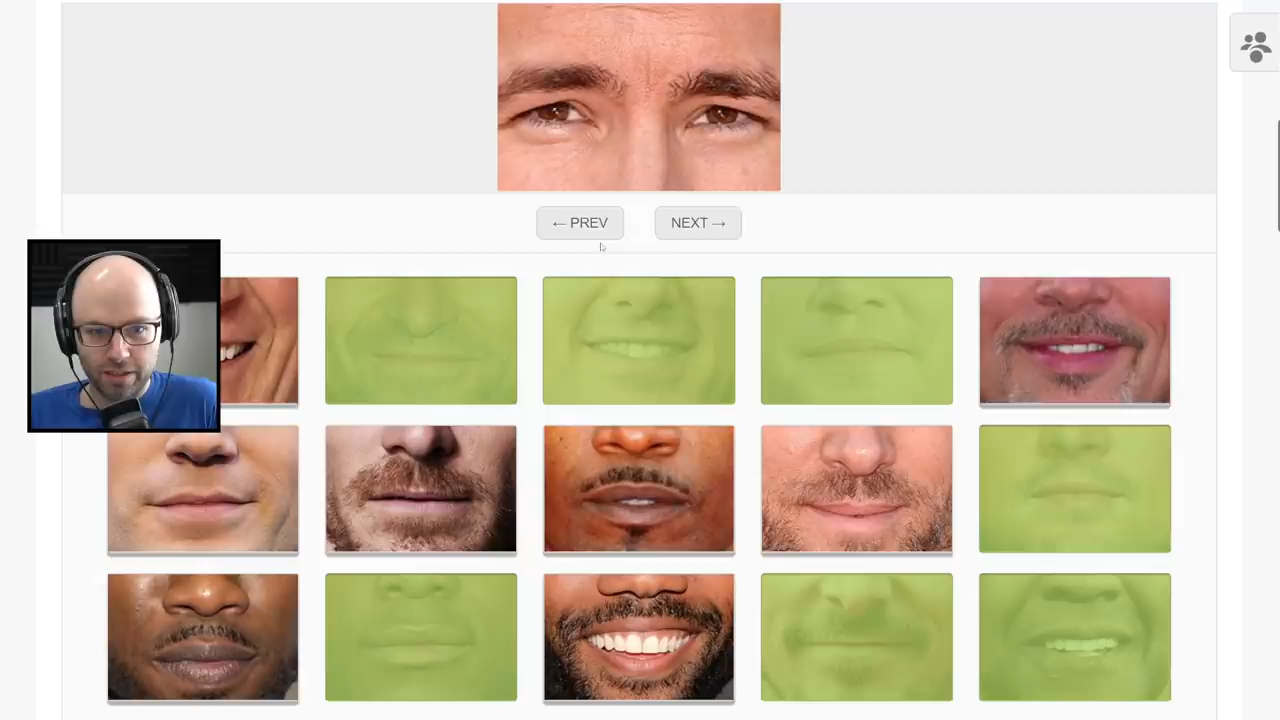 ← PREV
NEXT →